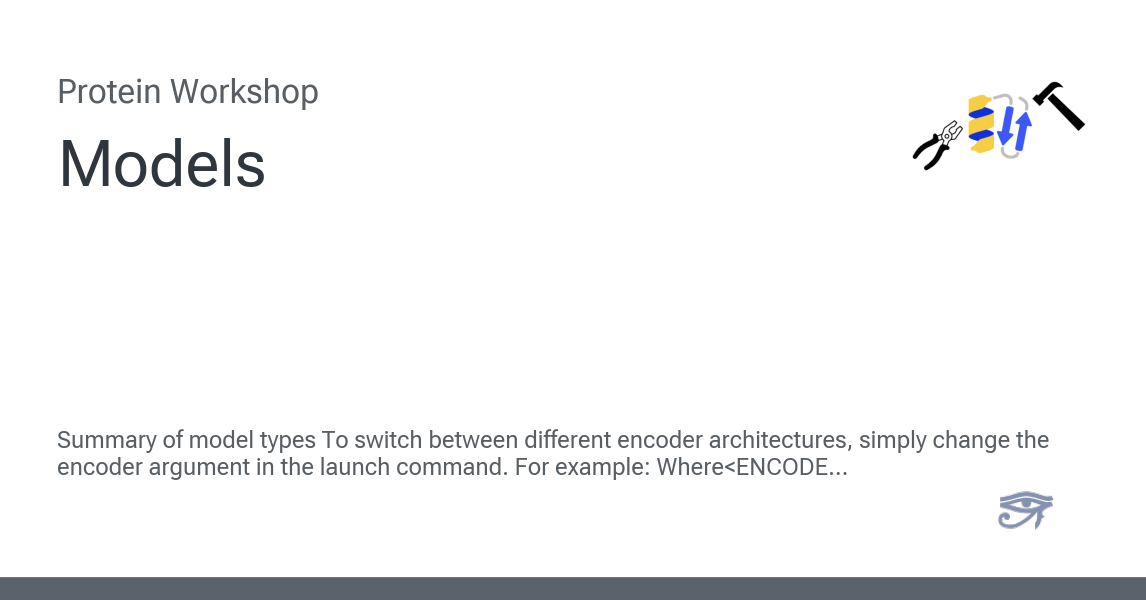 Protein Workshop
Models
Summary of model types To switch between different encoder architectures, simply change the
encoder argument in the launch command. For example: Where<ENCODE...